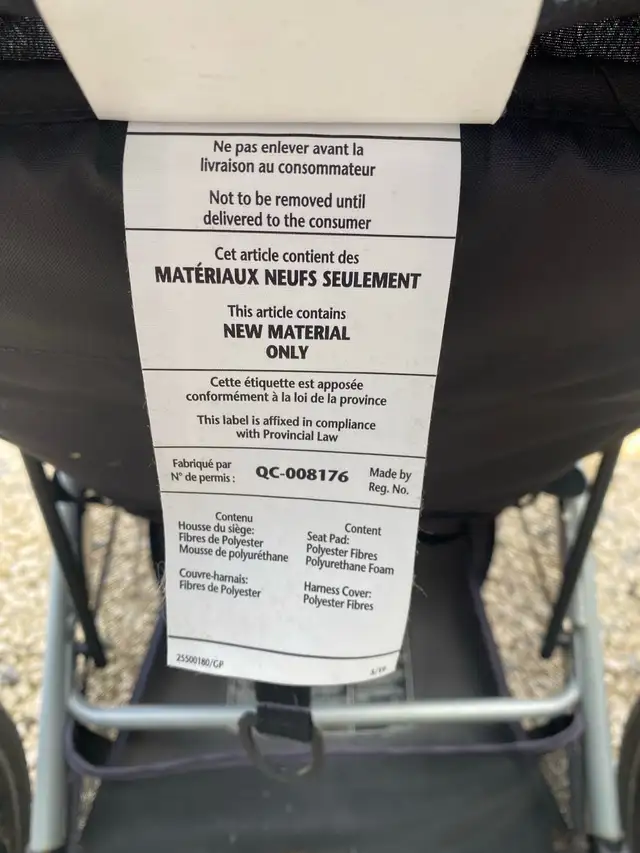 Ne pas enlever avant la
livraison au consommateur
Not to be removed until
delivered to the consumer
Cet article contient des
MATÉRIAUX NEUFS SEULEMENT
This article contains
NEW MATERIAL
ONLY
Cette étiquette est apposée
conformément à la loi de la province
This label is affixed in compliance
with Provincial Law
Fabriqué par
N° de permis :
QC-008176
Made by
Reg. No.
Contenu
Housse du siège:
Fibres de Polyester
Mousse de polyuréthane
Couvre-harnais:
Fibres de Polyester
Content
Seat Pad:
Polyester Fibres
Polyurethane Foam
Harness Cover:
Polyester Fibres
25500180/GP